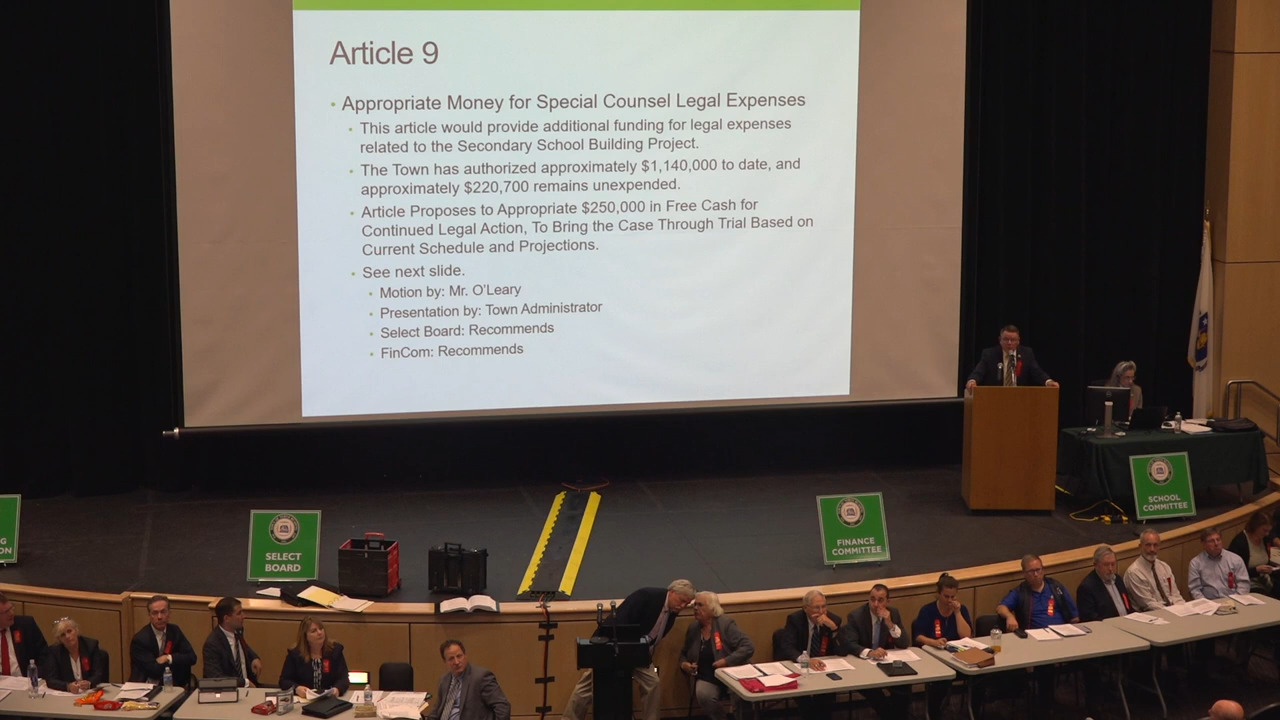 Article 9
• Appropriate Money for Special Counsel Legal Expenses
• This article would provide additional funding for legal expenses
related to the Secondary School Building Project.
• The Town has authorized approximately $1,140,000 to date, and
approximately $220,700 remains unexpended.
• Article Proposes to Appropriate $250,000 in Free Cash for
Continued Legal Action, To Bring the Case Through Trial Based on
Current Schedule and Projections.
• See next slide.
• Motion by: Mr. O'Leary
• Presentation by: Town Administrator
• Select Board: Recommends
• FinCom: Recommends
G
ON
SELECT
BOARD
FINANCE
COMMITTEE
SCHOOL
COMMITTEE